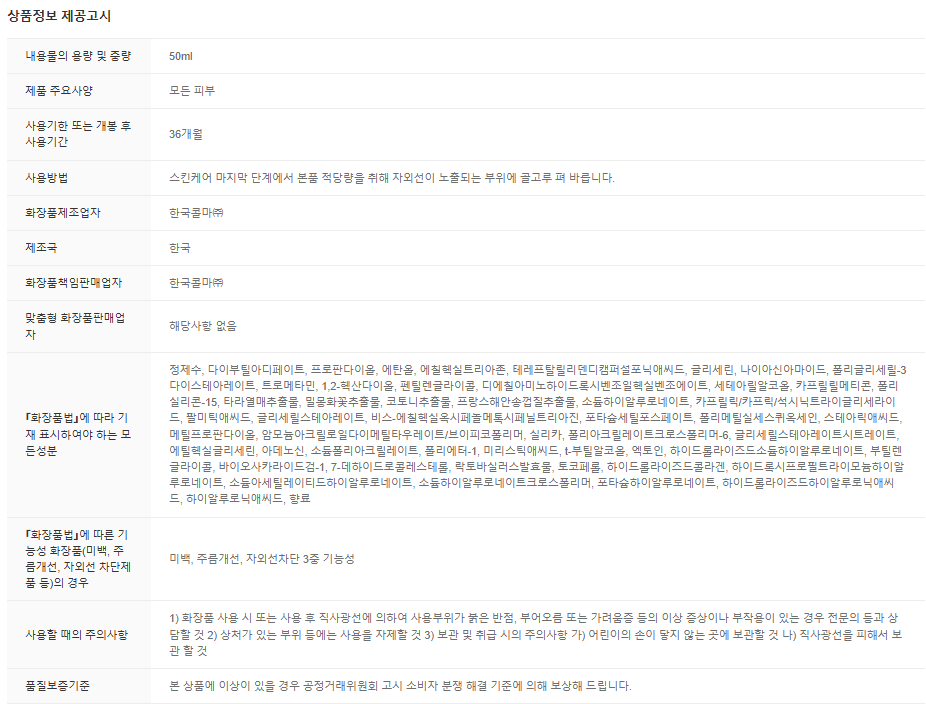 상품정보 제공고시
내용물의 용량 및 중량
50ml
제품 주요사양
모든 피부
사용기한 또는 개봉 후
사용기간
36개월
사용방법
스킨케어 마지막 단계에서 본품 적당량을 취해 자외선이 노출되는 부위에 골고루 펴 바릅니다.
화장품제조업자
한국콜마㈜
제조국
한국
화장품책임판매업자
한국콜마㈜
맞춤형 화장품판매업
자
해당사항 없음
『화장품법』에 따라 기
재 표시하여야 하는 모
든성분
정제수, 다이부틸아디페이트, 프로판다이올, 에탄올, 에칠헥실트리아존, 테레프탈릴리덴디캠퍼설포닉애씨드, 글리세린, 나이아신아마이드, 폴리글리세릴-3
다이스테아레이트, 트로메타민, 1,2-헥산다이올, 펜틸렌글라이콜, 디에칠아미노하이드록시벤조일헥실벤조에이트, 세테아릴알코올, 카프릴릴메티콘, 폴리
실리콘-15, 타라열매추출물, 밀몽화꽃추출물, 코토니추출물, 프랑스해안송껍질추출물, 소듐하이알루로네이트, 카프릴릭/카프릭/석시닉트라이글리세라이
드, 팔미틱애씨드, 글리세릴스테아레이트, 비스-에칠헥실옥시페놀메톡시페닐트리아진, 포타슘세틸포스페이트, 폴리메틸실세스퀴옥세인, 스테아릭애씨드,
메틸프로판다이올, 암모늄아크릴로일다이메틸타우레이트/브이피코폴리머, 실리카, 폴리아크릴레이트크로스폴리머-6, 글리세릴스테아레이트시트레이트,
에틸헥실글리세린, 아데노신, 소듐폴리아크릴레이트, 폴리에터-1, 미리스틱애씨드, t-부틸알코올, 엑토인, 하이드롤라이즈드소듐하이알루로네이트, 부틸렌
글라이콜, 바이오사카라이드검-1, 7-데하이드로콜레스테롤, 락토바실러스발효물, 토코페롤, 하이드롤라이즈드콜라겐, 하이드록시프로필트라이모늄하이알
루로네이트, 소듐아세틸레이티드하이알루로네이트, 소듐하이알루로네이트크로스폴리머, 포타슘하이알루로네이트, 하이드롤라이즈드하이알루로닉애씨
드, 하이알루로닉애씨드, 향료
『화장품법』에 따른 기
능성 화장품(미백, 주
름개선, 자외선 차단제
품 등)의 경우
미백, 주름개선, 자외선차단 3중 기능성
사용할 때의 주의사항
1) 화장품 사용 시 또는 사용 후 직사광선에 의하여 사용부위가 붉은 반점, 부어오름 또는 가려움증 등의 이상 증상이나 부작용이 있는 경우 전문의 등과 상
담할 것 2) 상처가 있는 부위 등에는 사용을 자제할 것 3) 보관 및 취급 시의 주의사항 가) 어린이의 손이 닿지 않는 곳에 보관할 것 나) 직사광선을 피해서 보
관 할 것
품질보증기준
본 상품에 이상이 있을 경우 공정거래위원회 고시 소비자 분쟁 해결 기준에 의해 보상해 드립니다.